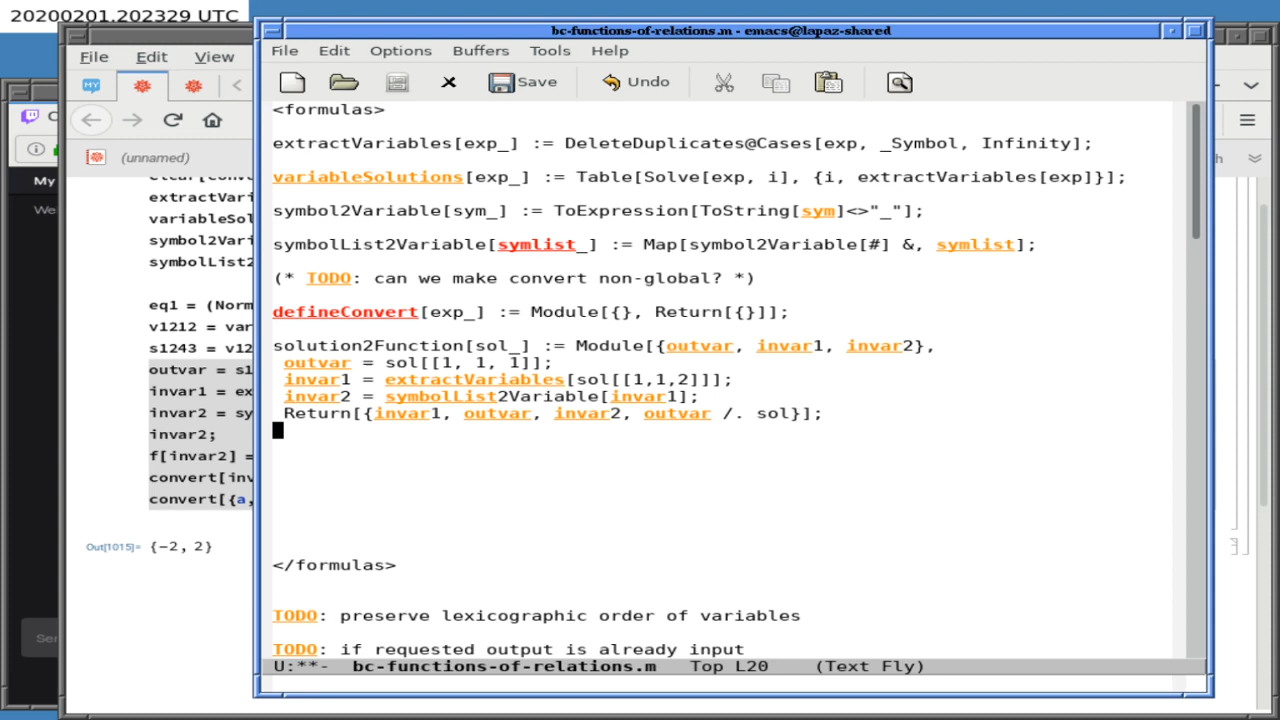 20200201.202329 UTC
bc-functions-of-relations.m - emacs@lapaz-shared
File Edit View
File Edit Options Buffers Tools Help
Save Undo
(unnamed)
<formulas>
extractVariables[exp_] := DeleteDuplicates@Cases[exp, _Symbol, Infinity];
variableSolutions[exp_] := Table[Solve[exp, i], {i, extractVariables[exp]}];
symbol2Variable[sym_] := ToExpression[ToString[sym]<>"_"];
symbolList2Variable[symlist_] := Map[symbol2Variable[#] &, symlist];
(* TODO: can we make convert non-global? *)
defineConvert[exp_] := Module[{}, Return[{}]];
solution2Function[sol_] := Module[{outvar, invar1, invar2},
outvar = sol[[1, 1, 1]];
invar1 = extractVariables[sol[[1,1,2]]];
invar2 = symbolList2Variable[invar1];
Return[{invar1, outvar, invar2, outvar /. sol}];
</formulas>
TODO: preserve lexicographic order of variables
TODO: if requested output is already input
U:**- bc-functions-of-relations.m Top L20 (Text Fly)
extractVar
variableSol
symbol2Vari
symbolList2
eq1 = (Norm
v1212 = var
s1243 = v12
outvar = s1
invar1 = ex
invar2 = sy
invar2;
f[invar2] =
convert[inv
convert[{a,
Out[1015]= {-2, 2}
My